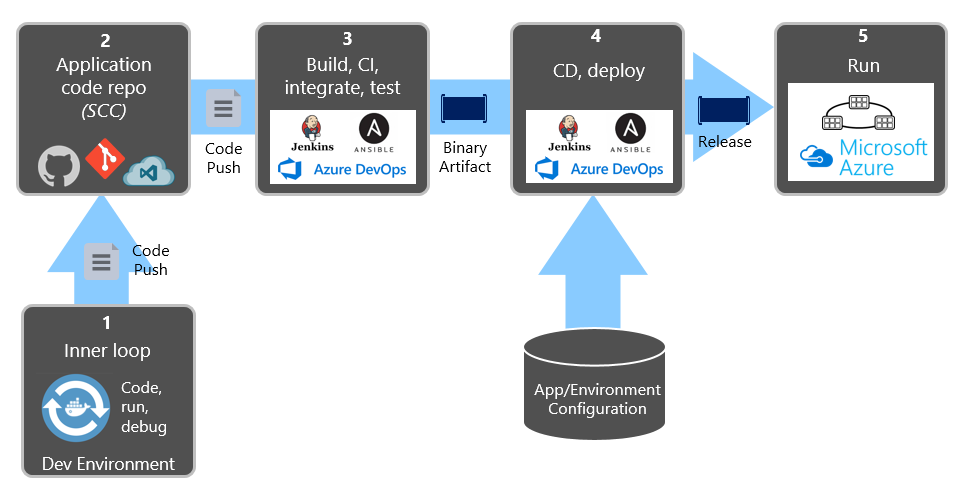 2
Application
code repo
(SCC)
Code
Push
3
Build, CI,
integrate, test
Jenkins
ANSIBLE
Azure DevOps
Binary
Artifact
4
CD, deploy
Jenkins
ANSIBLE
Azure DevOps
Release
5
Run
Microsoft
Azure
Code
Push
1
Inner loop
Code,
run,
debug
Dev Environment
App/Environment
Configuration